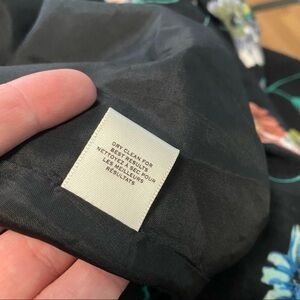 DRY CLEAN FOR
BEST RESULTS
NETTOYEZ À SEC POUR
LES MEILLEURS
RÉSULTATS